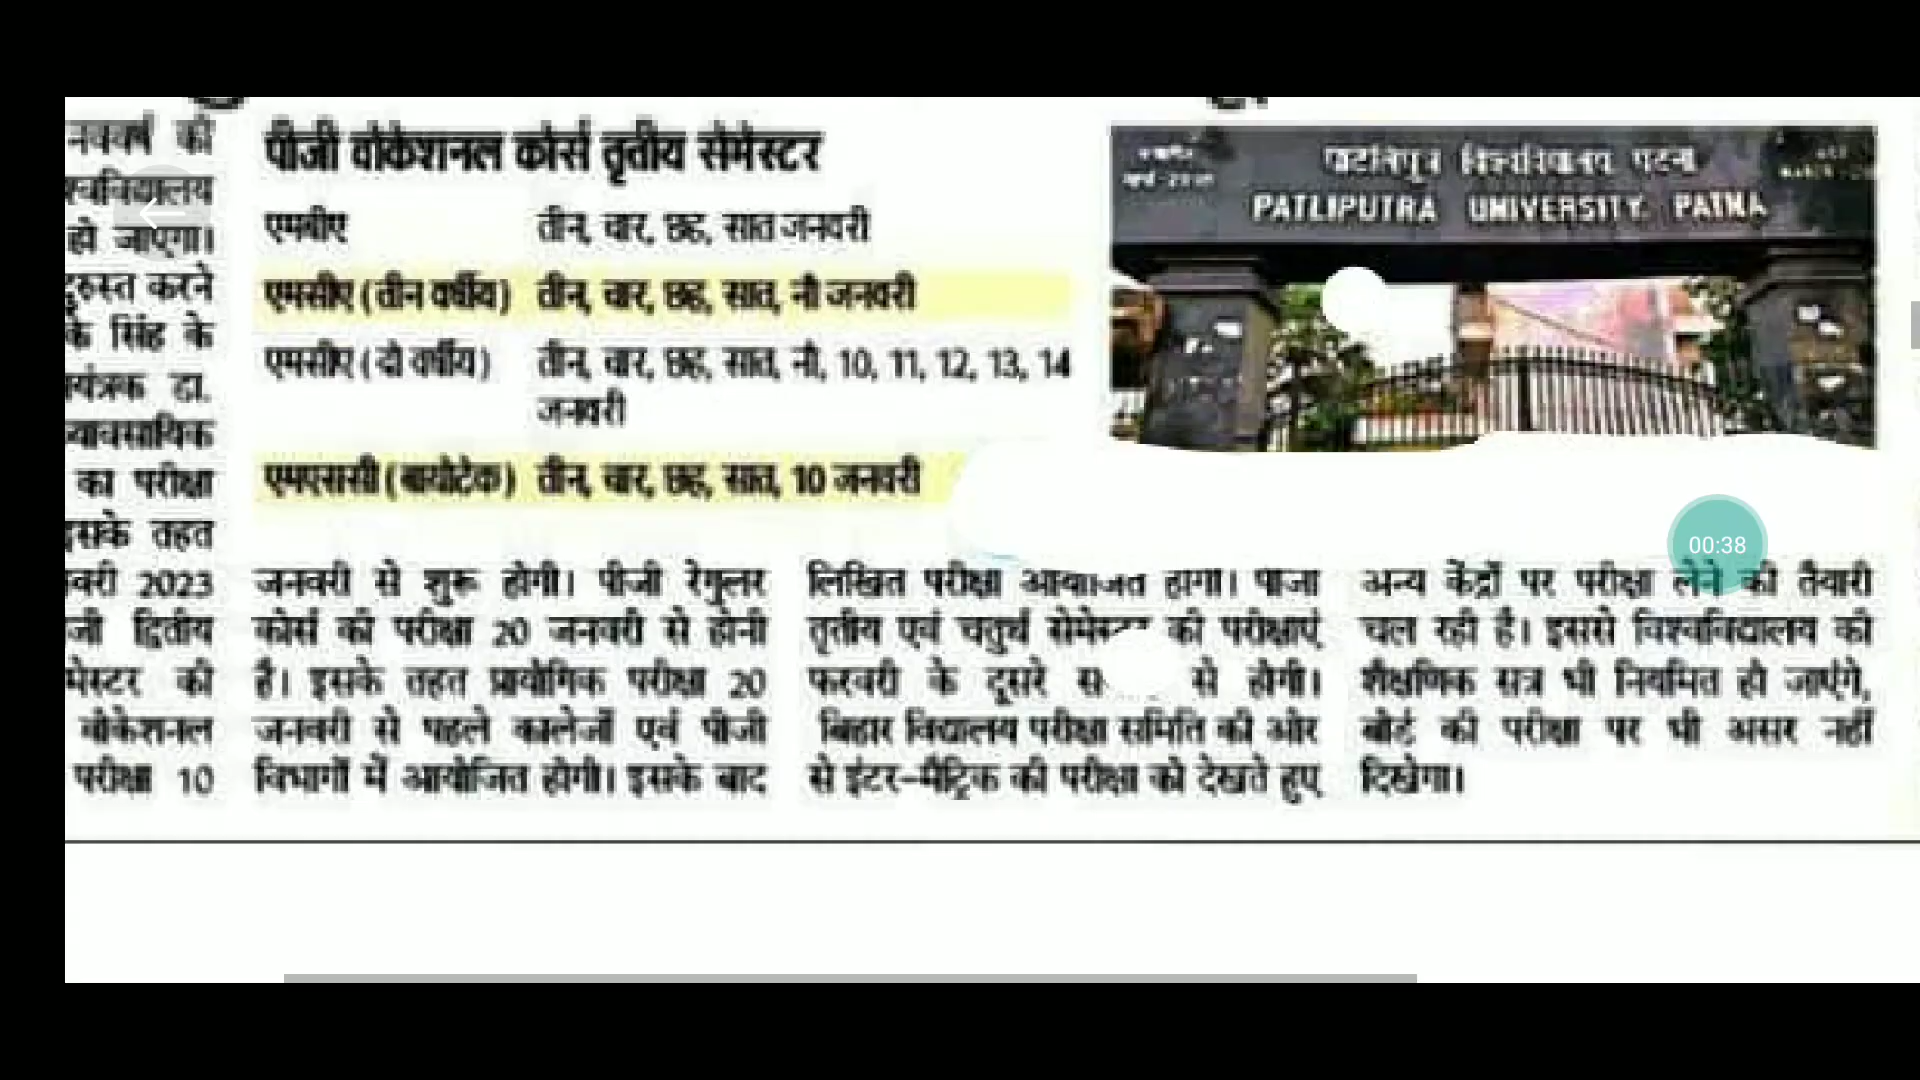 नववर्ष की
श्वविद्यालय
हो जाएगा।
दुरुस्त करने
के सिंह के
यंत्रक डा.
व्यावसायिक
का परीक्षा
इसके तहत
नवरी 2023
जी द्वितीय
मेस्टर की
वोकेशनल
परीक्षा 10
पीजी वोकेशनल कोर्स तृतीय सेमेस्टर
एमबीए तीन, चार, छह, सात जनवरी
एमसीए (तीन वर्षीय) तीन, चार, छह, सात, नौ जनवरी
एमसीए (दो वर्षीय) तीन, चार, छह, सात, नौ, 10, 11, 12, 13, 14
जनवरी
एमएससी (बायोटेक) तीन, चार, छह, सात, 10 जनवरी
पाटलिपुत्र विश्वविद्यालय पटना
PATLIPUTRA UNIVERSITY PATNA
00:38
जनवरी से शुरू होगी। पीजी रेगुलर
कोर्स की परीक्षा 20 जनवरी से होनी
है। इसके तहत प्रायोगिक परीक्षा 20
जनवरी से पहले कालेजों एवं पीजी
विभागों में आयोजित होगी। इसके बाद
लिखित परीक्षा आयोजित होगी। पीजी
तृतीय एवं चतुर्थ सेमेस्टर की परीक्षाएं
फरवरी के दूसरे से होगी।
बिहार विद्यालय परीक्षा समिति की ओर
से इंटर-मैट्रिक की परीक्षा को देखते हुए
अन्य केंद्रों पर परीक्षा लेने की तैयारी
चल रही है। इससे विश्वविद्यालय की
शैक्षणिक सत्र भी नियमित हो जाएंगे,
बोर्ड की परीक्षा पर भी असर नहीं
दिखेगा।